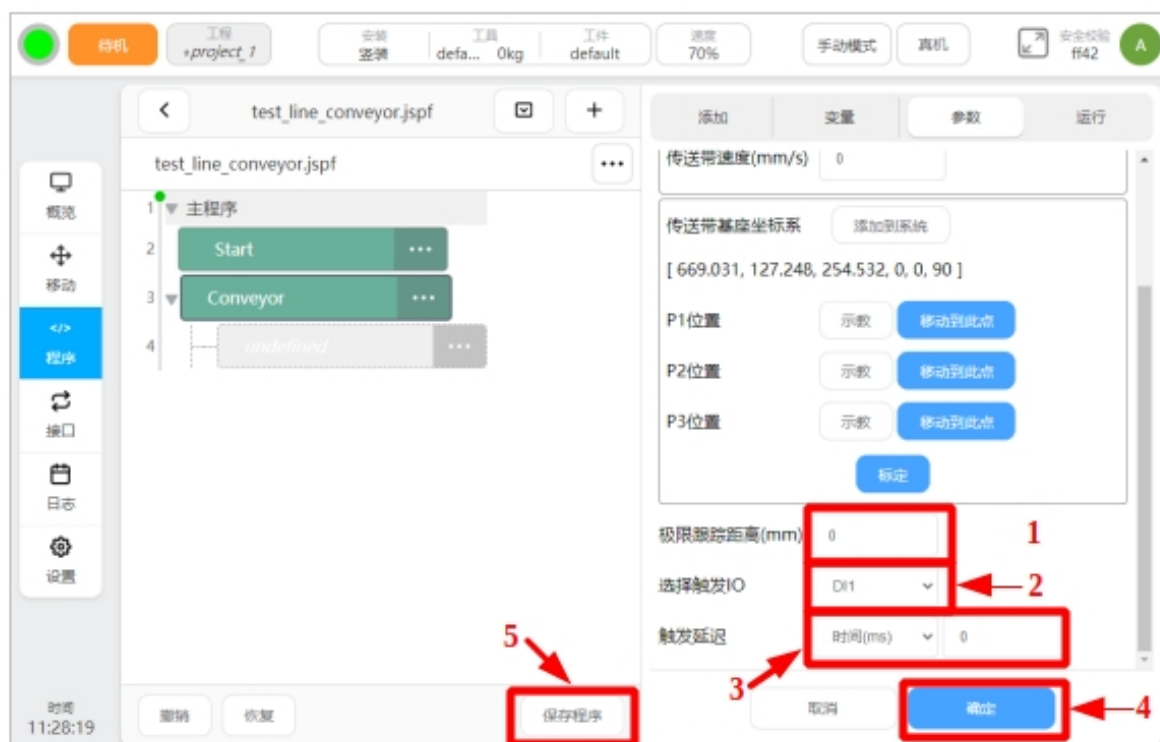 待机
工程
*project_1
安装
竖装
工具
defa... 0kg
工件
default
速度
70%
手动模式
真机
安全校验
ff42
A
test_line_conveyor.jspf
+
添加
变量
参数
运行
test_line_conveyor.jspf
...
传送带速度(mm/s)
0
概览
移动
</>
程序
接口
日志
设置
1
主程序
2
Start
...
3
Conveyor
...
4
undefined
...
传送带基座坐标系
添加到系统
[ 669.031, 127.248, 254.532, 0, 0, 90 ]
P1位置
示教
移动到此点
P2位置
示教
移动到此点
P3位置
示教
移动到此点
标定
极限跟踪距离(mm)
0
1
选择触发IO
DI1
2
触发延迟
时间(ms)
0
3
5
时间
11:28:19
撤销
恢复
保存程序
取消
确定
4